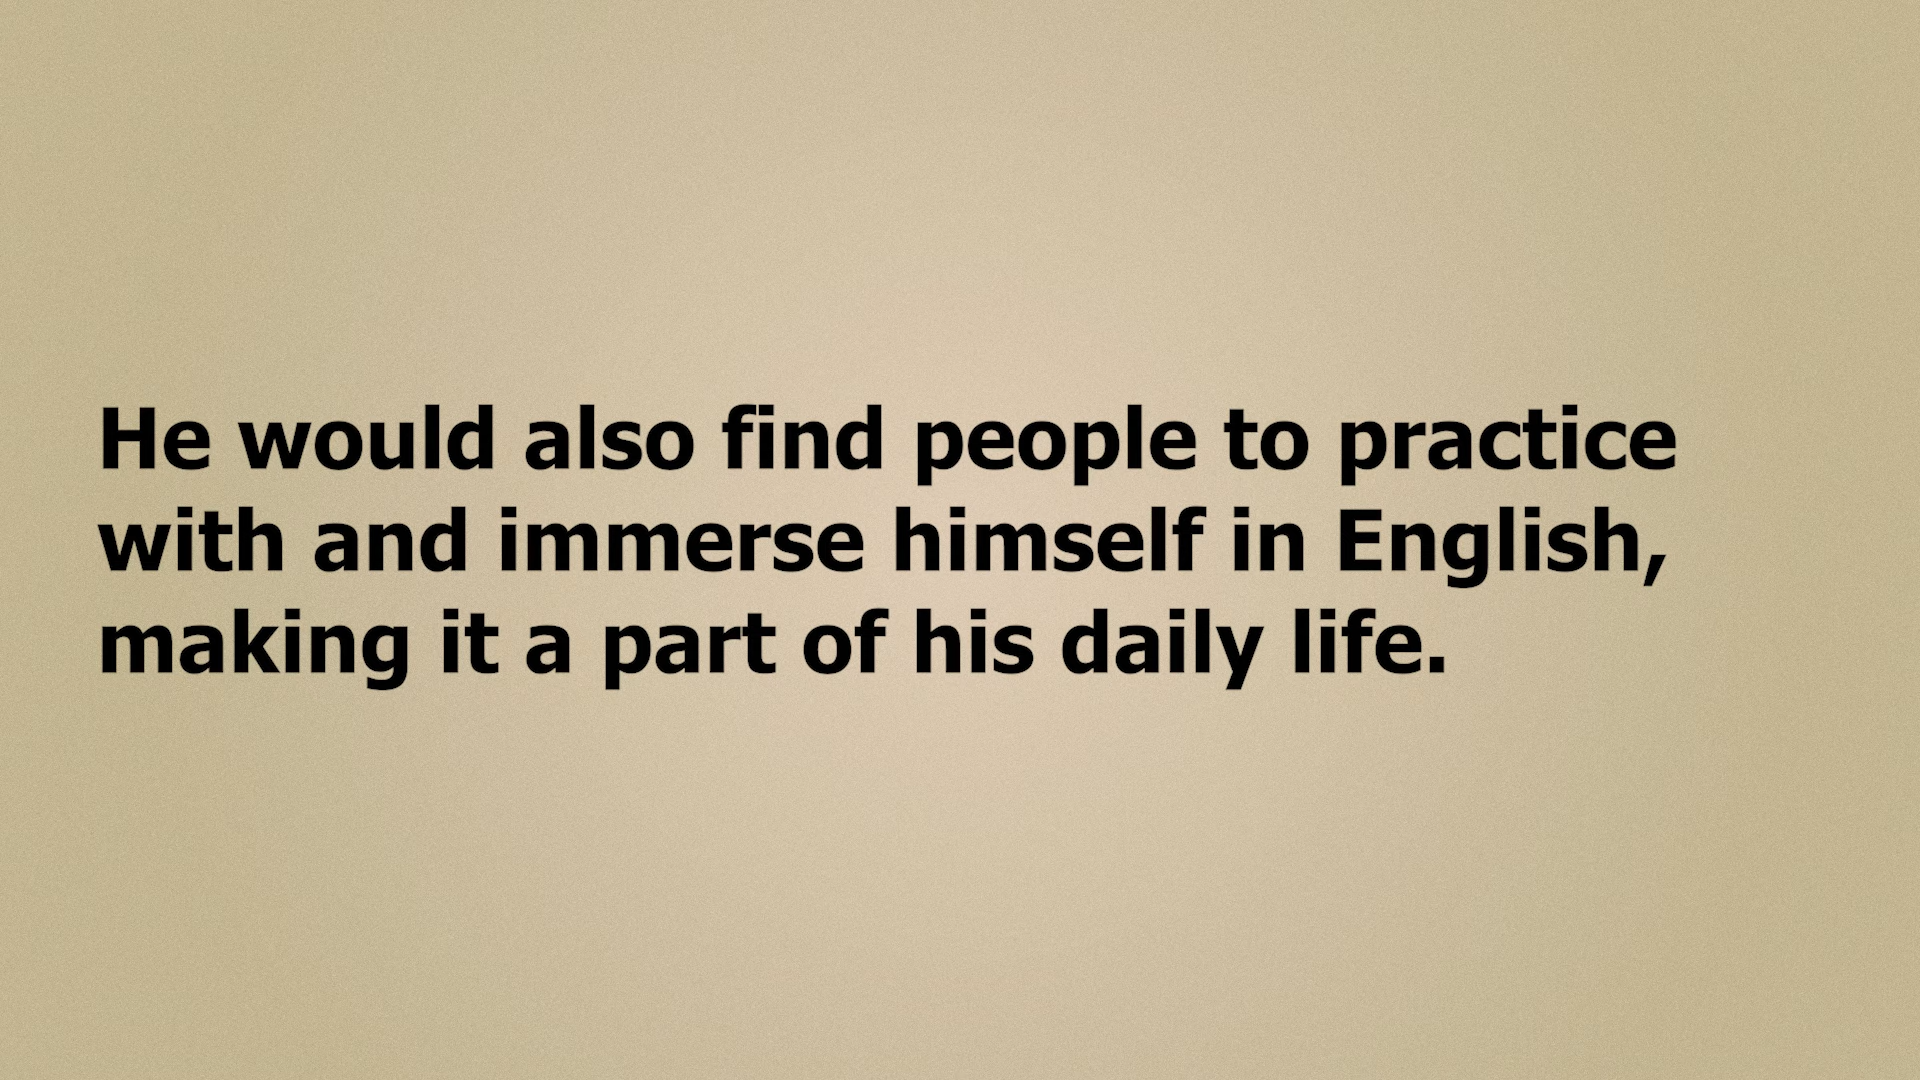 He would also find people to practice
with and immerse himself in English,
making it a part of his daily life.